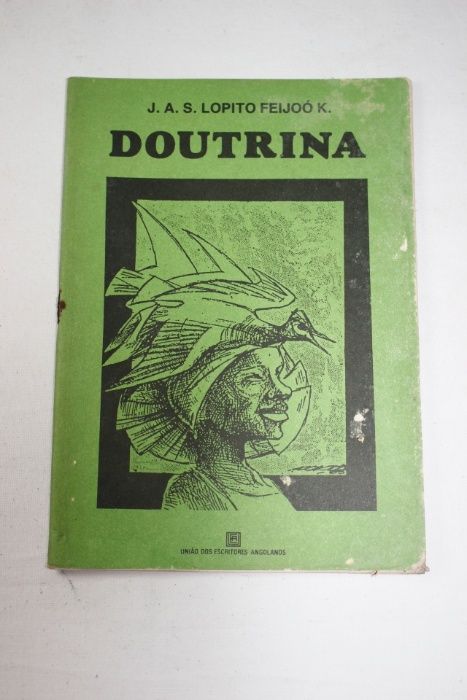 J. A. S. LOPITO FEIJOÓ K.
DOUTRINA
UNIÃO DOS ESCRITORES ANGOLANOS